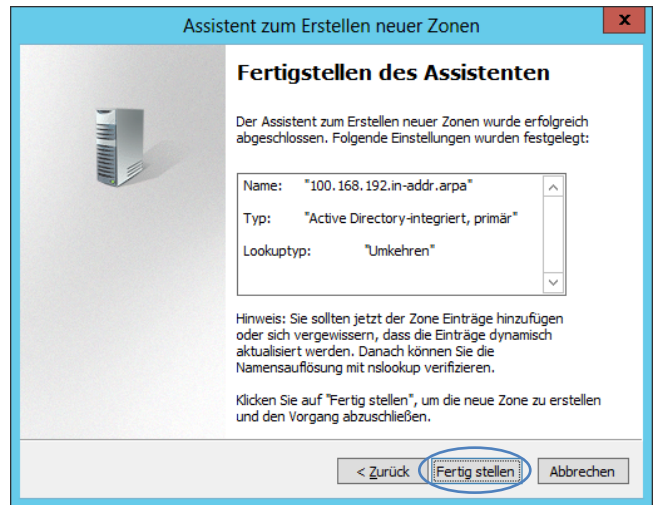 Assistent zum Erstellen neuer Zonen
x
Fertigstellen des Assistenten
Der Assistent zum Erstellen neuer Zonen wurde erfolgreich
abgeschlossen. Folgende Einstellungen wurden festgelegt:
Name: "100.168.192.in-addr.arpa"
Typ: "Active Directory-integriert, primär"
Lookuptyp: "Umkehren"
Hinweis: Sie sollten jetzt der Zone Einträge hinzufügen
oder sich vergewissern, dass die Einträge dynamisch
aktualisiert werden. Danach können Sie die
Namensauflösung mit nslookup verifizieren.
Klicken Sie auf "Fertig stellen", um die neue Zone zu erstellen
und den Vorgang abzuschließen.
< Zurück Fertig stellen Abbrechen